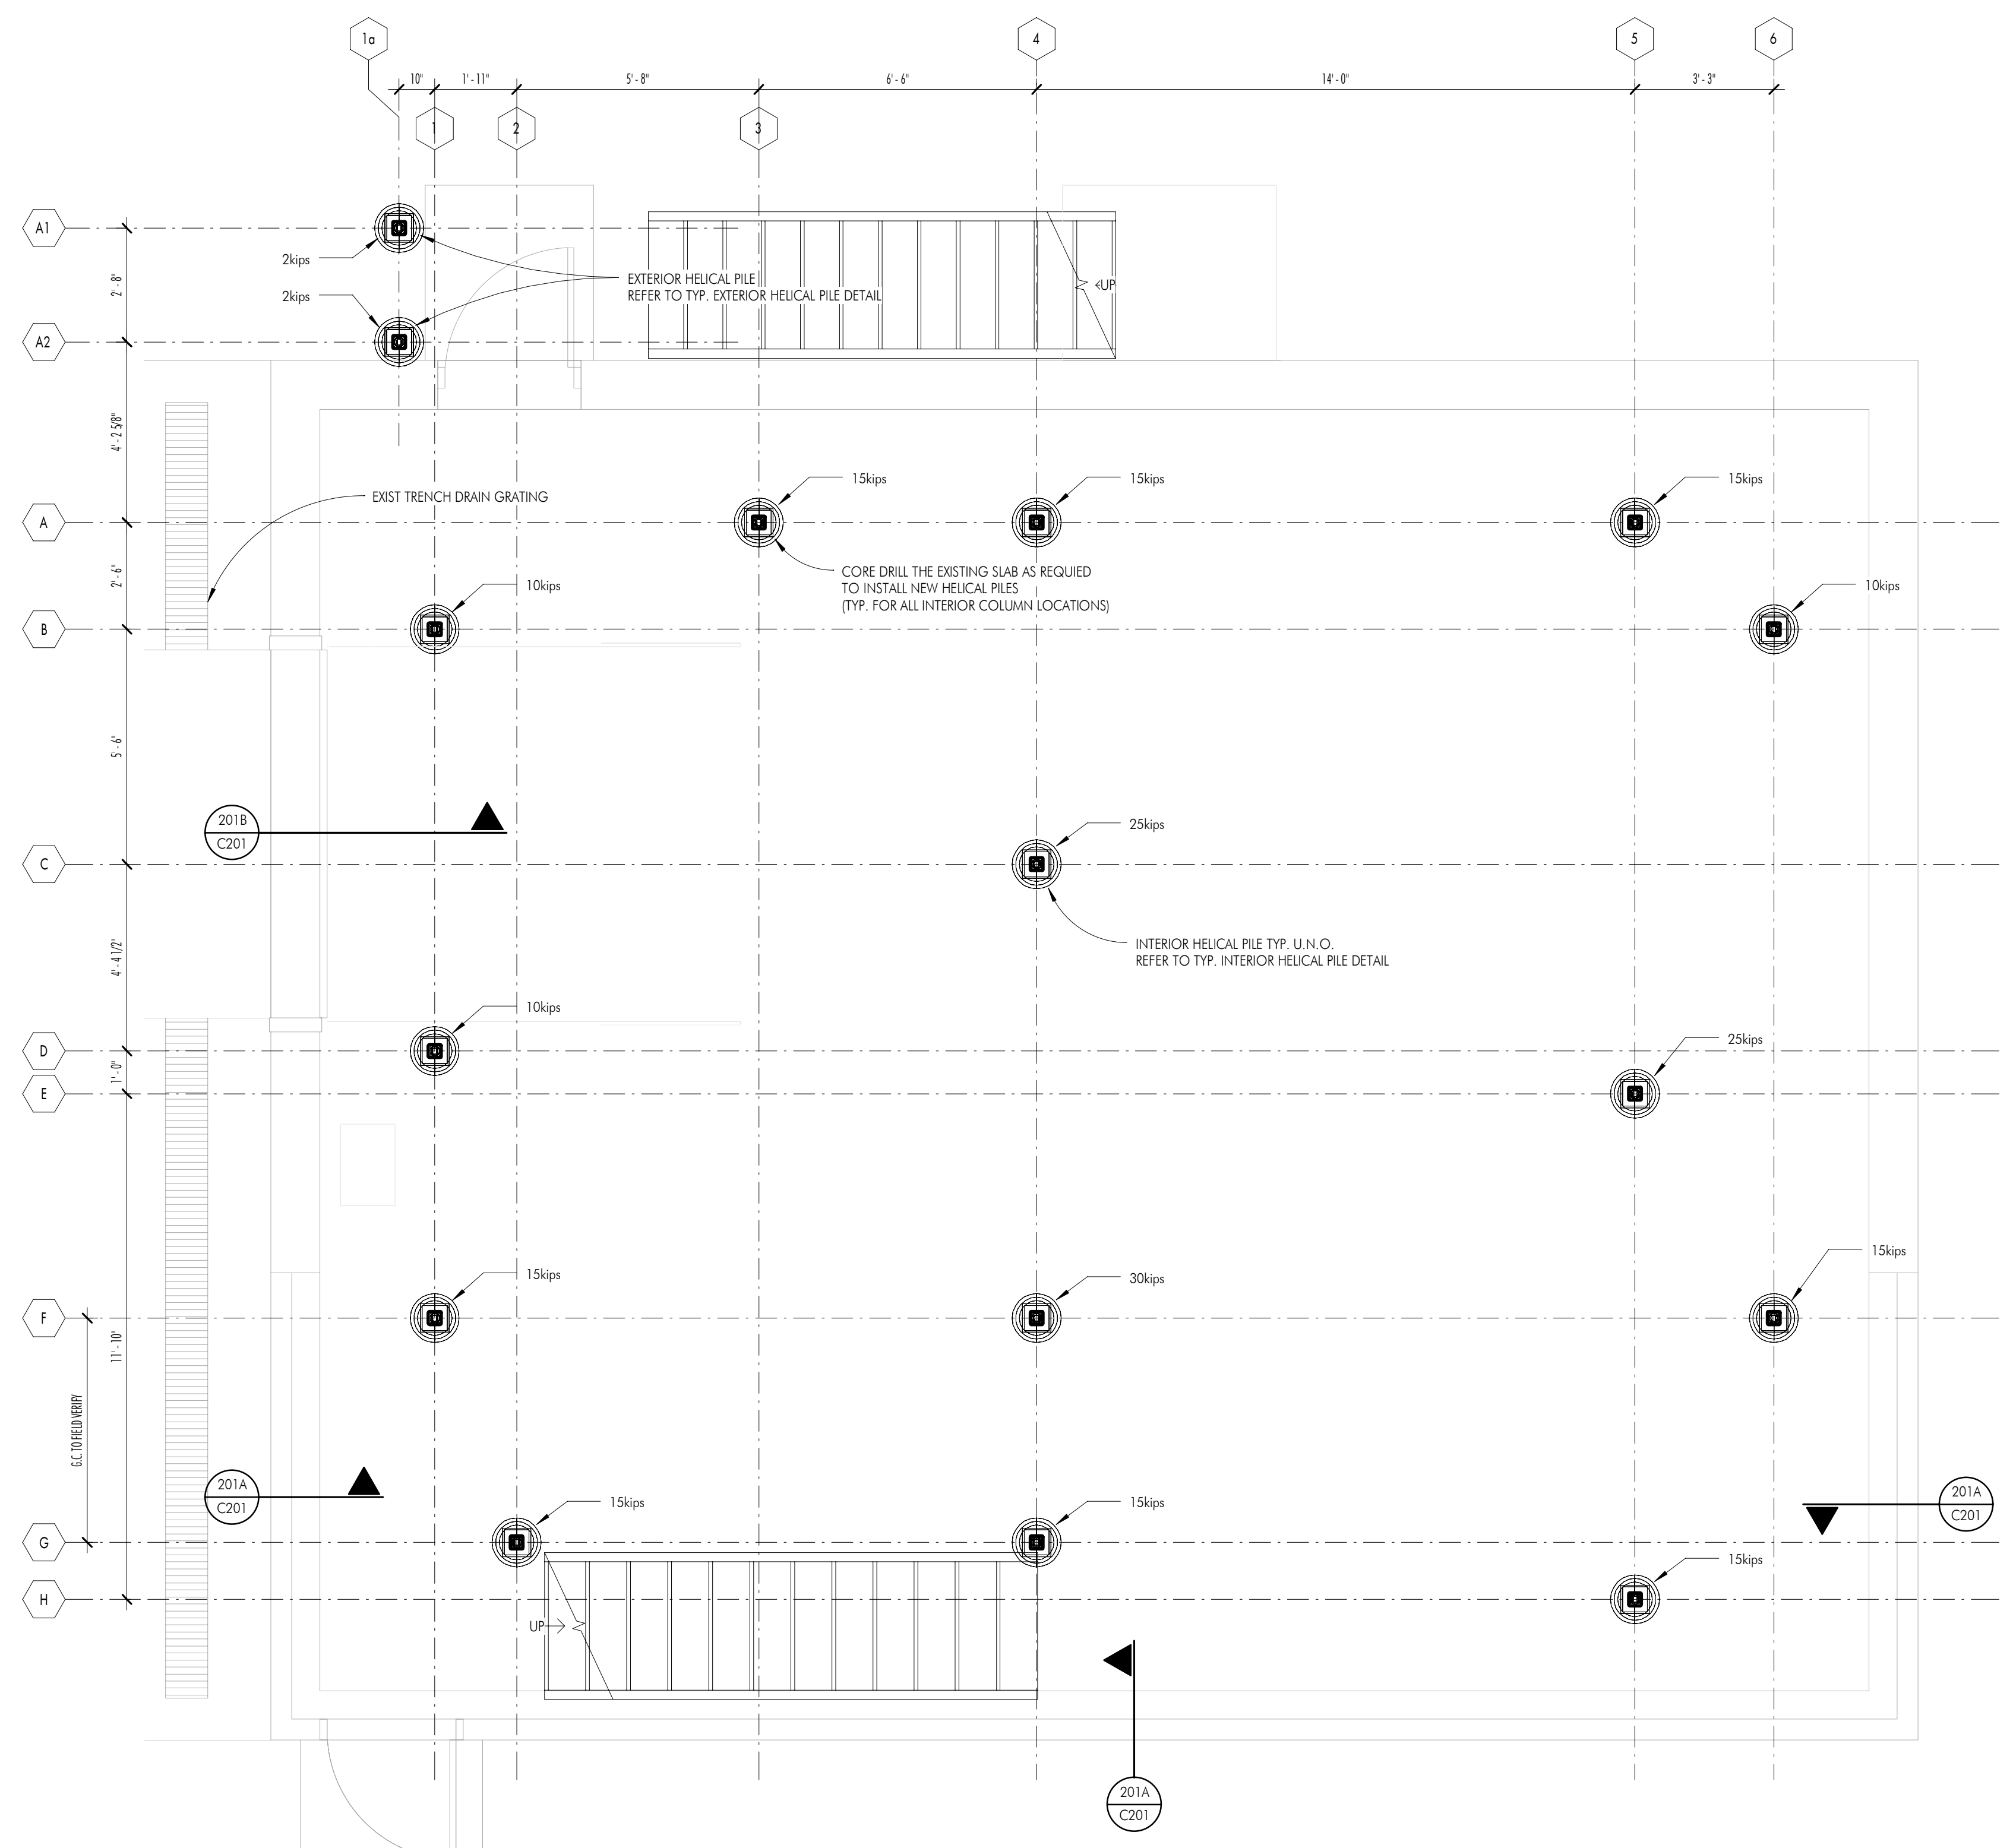 1a
4
5
6
10"
1' - 11"
5' - 8"
6' - 6"
14' - 0"
3' - 3"
1
2
3
A1
2kips
EXTERIOR HELICAL PILE
REFER TO TYP. EXTERIOR HELICAL PILE DETAIL
UP
2' - 8"
2kips
A2
4' - 2 5/8"
15kips
15kips
15kips
EXIST TRENCH DRAIN GRATING
A
CORE DRILL THE EXISTING SLAB AS REQUIED
TO INSTALL NEW HELICAL PILES
(TYP. FOR ALL INTERIOR COLUMN LOCATIONS)
2' - 6"
10kips
10kips
B
5' - 6"
201B
C201
25kips
C
INTERIOR HELICAL PILE TYP. U.N.O.
REFER TO TYP. INTERIOR HELICAL PILE DETAIL
4' - 4 1/2"
10kips
D
25kips
1' - 0"
E
15kips
30kips
15kips
F
11' - 10"
G.C. TO FIELD VERIFY
201A
C201
15kips
15kips
201A
C201
G
15kips
H
UP
201A
C201